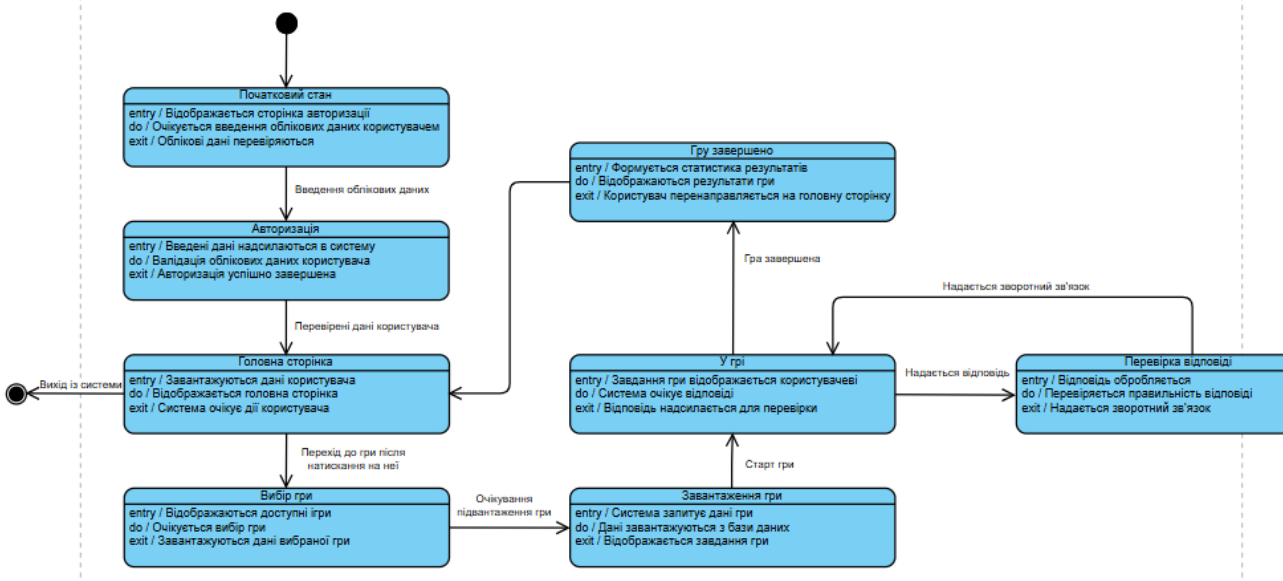 Початковий стан
entry / Відображається сторінка авторизації
do / Очікується введення облікових даних користувачем
exit / Облікові дані перевіряються
Введення облікових даних
Авторизація
entry / Введені дані надсилаються в систему
do / Валідація облікових даних користувача
exit / Авторизація успішно завершена
Перевірені дані користувача
Головна сторінка
entry / Завантажуються дані користувача
do / Відображається головна сторінка
exit / Система очікує дії користувача
Вихід із системи
Перехід до гри після
натискання на неї
Вибір гри
entry / Відображаються доступні ігри
do / Очікується вибір гри
exit / Завантажуються дані вибраної гри
Очікування
підвантаження гри
Завантаження гри
entry / Система запитує дані гри
do / Дані завантажуються з бази даних
exit / Відображається завдання гри
Старт гри
У грі
entry / Завдання гри відображається користувачеві
do / Система очікує відповіді
exit / Відповідь надсилається для перевірки
Надається відповідь
Перевірка відповіді
entry / Відповідь обробляється
do / Перевіряється правильність відповіді
exit / Надається зворотний зв'язок
Надається зворотний зв'язок
Гра завершена
Гру завершено
entry / Формується статистика результатів
do / Відображаються результати гри
exit / Користувач перенаправляється на головну сторінку